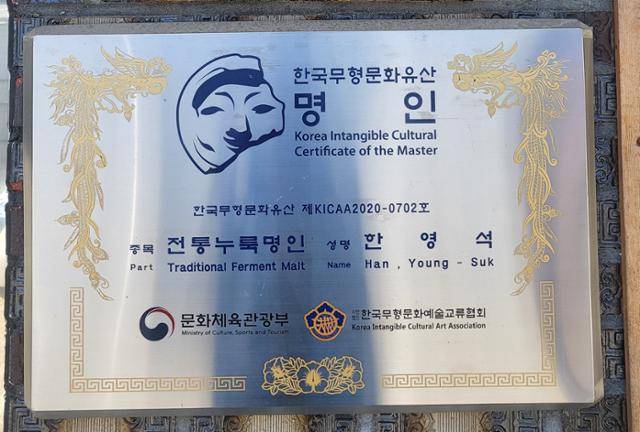 한국무형문화유산
명 인
Korea Intangible Cultural
Certificate of the Master
한국무형문화유산 제KICAA2020-0702호
종목 전통누룩명인 성명 한 영 석
Part Traditional Ferment Malt Name Han , Young - Suk
문화체육관광부
Ministry of Culture, Sports and Tourism
사단법인 한국무형문화예술교류협회
Korea Intangible Cultural Art Association